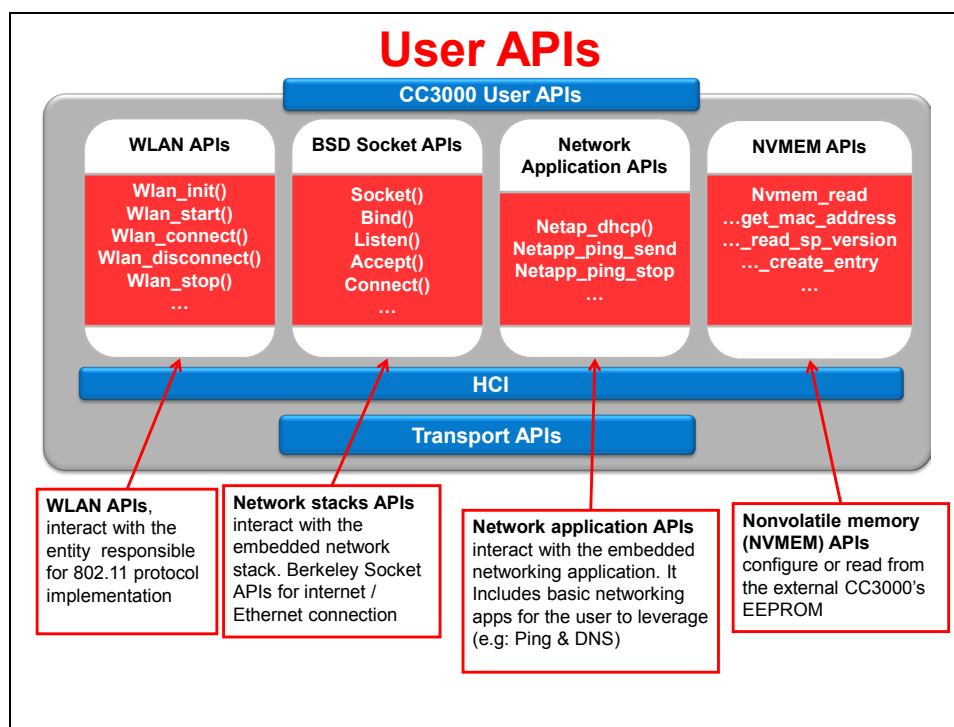 User APIs
CC3000 User APIs
WLAN APIs
Wlan_init()
Wlan_start()
Wlan_connect()
Wlan_disconnect()
Wlan_stop()
…
BSD Socket APIs
Socket()
Bind()
Listen()
Accept()
Connect()
…
Network
Application APIs
Netap_dhcp()
Netapp_ping_send
Netapp_ping_stop
…
NVMEM APIs
Nvmem_read
…get_mac_address
…_read_sp_version
…_create_entry
…
HCI
Transport APIs
WLAN APIs,
interact with the
entity responsible
for 802.11 protocol
implementation
Network stacks APIs
interact with the
embedded network
stack. Berkeley Socket
APIs for internet /
Ethernet connection
Network application APIs
interact with the embedded
networking application. It
Includes basic networking
apps for the user to leverage
(e.g: Ping & DNS)
Nonvolatile memory
(NVMEM) APIs
configure or read from
the external CC3000's
EEPROM